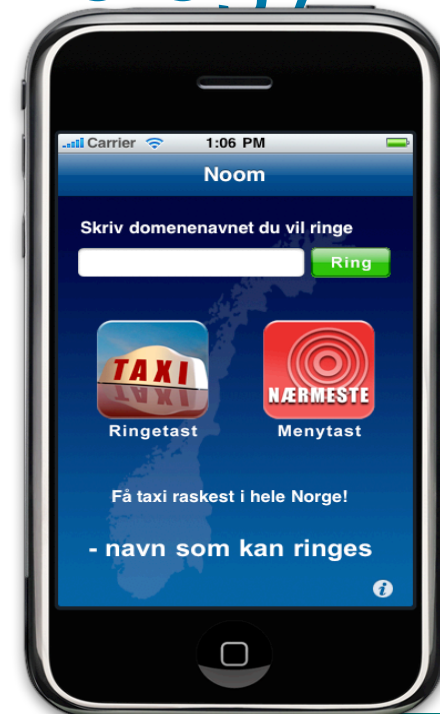 Carrier 1:06 PM
Noom
Skriv domenenavnet du vil ringe
Ring
TAXI
NÆRMESTE
Ringetast Menytast
Få taxi raskest i hele Norge!
- navn som kan ringes
i